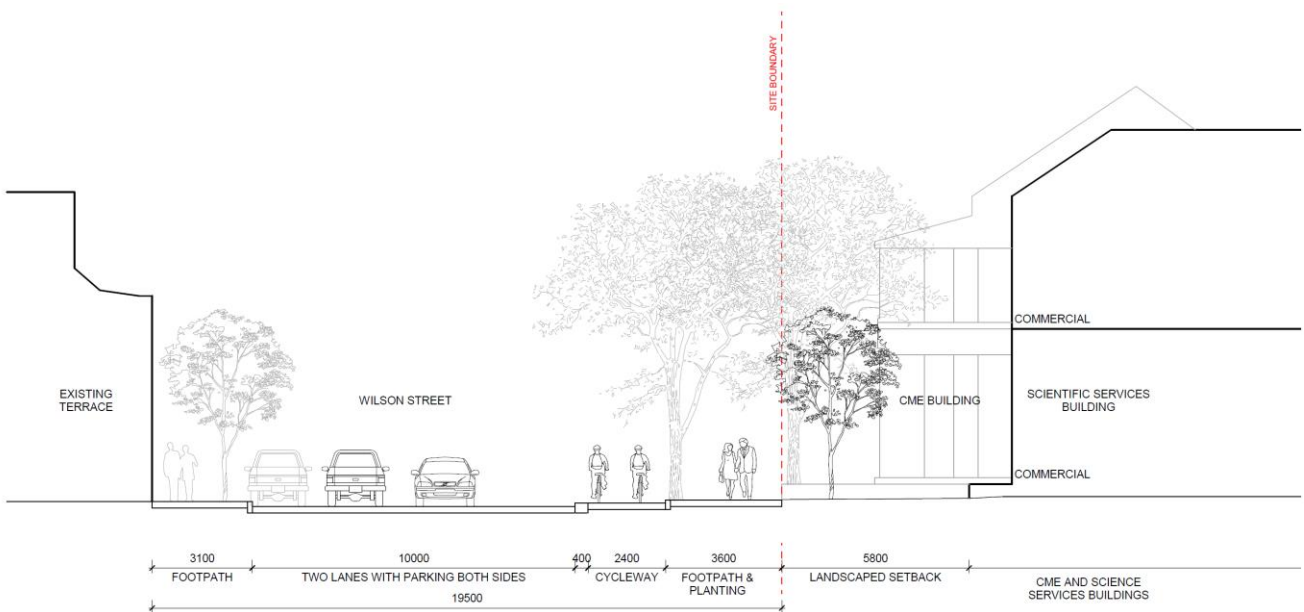 SITE BOUNDARY
COMMERCIAL
EXISTING
TERRACE
WILSON STREET
CME BUILDING
SCIENTIFIC SERVICES
BUILDING
COMMERCIAL
3100
10000
400
2400
3600
5800
FOOTPATH
TWO LANES WITH PARKING BOTH SIDES
CYCLEWAY
FOOTPATH &
PLANTING
LANDSCAPED SETBACK
CME AND SCIENCE
SERVICES BUILDINGS
19500